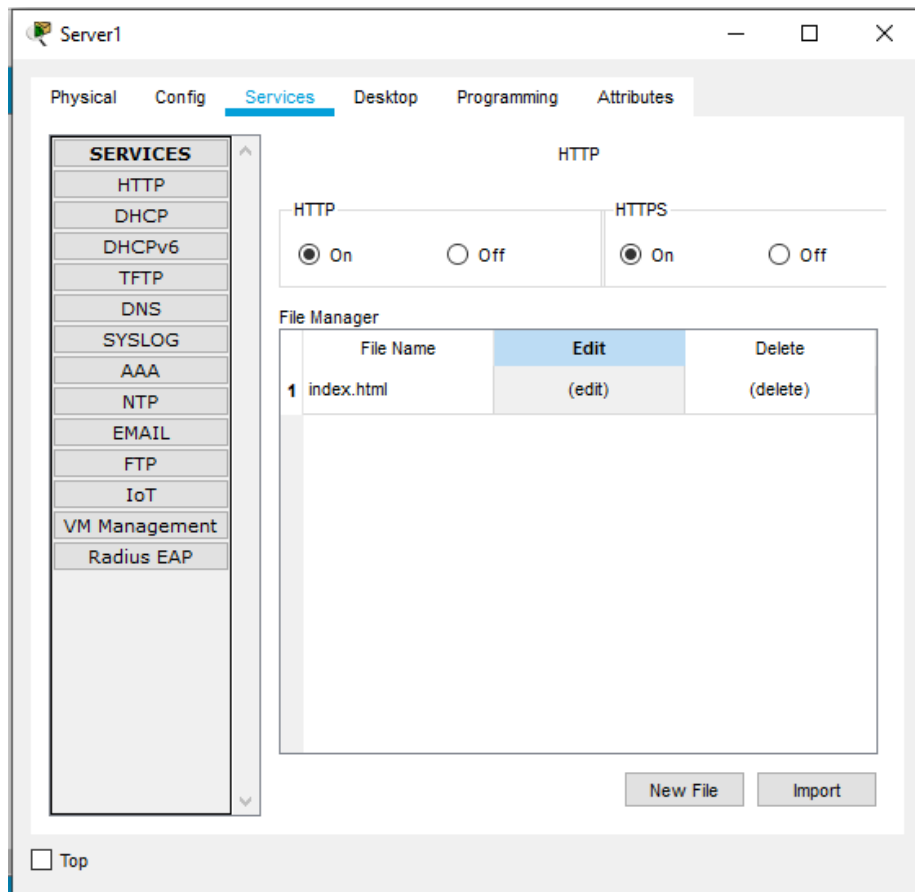 Server1
Physical Config Services Desktop Programming Attributes
SERVICES
HTTP
DHCP
DHCPv6
TFTP
DNS
SYSLOG
AAA
NTP
EMAIL
FTP
IoT
VM Management
Radius EAP
HTTP
HTTP HTTPS
On Off On Off
File Manager
File Name Edit Delete
1 index.html (edit) (delete)
New File Import
Top